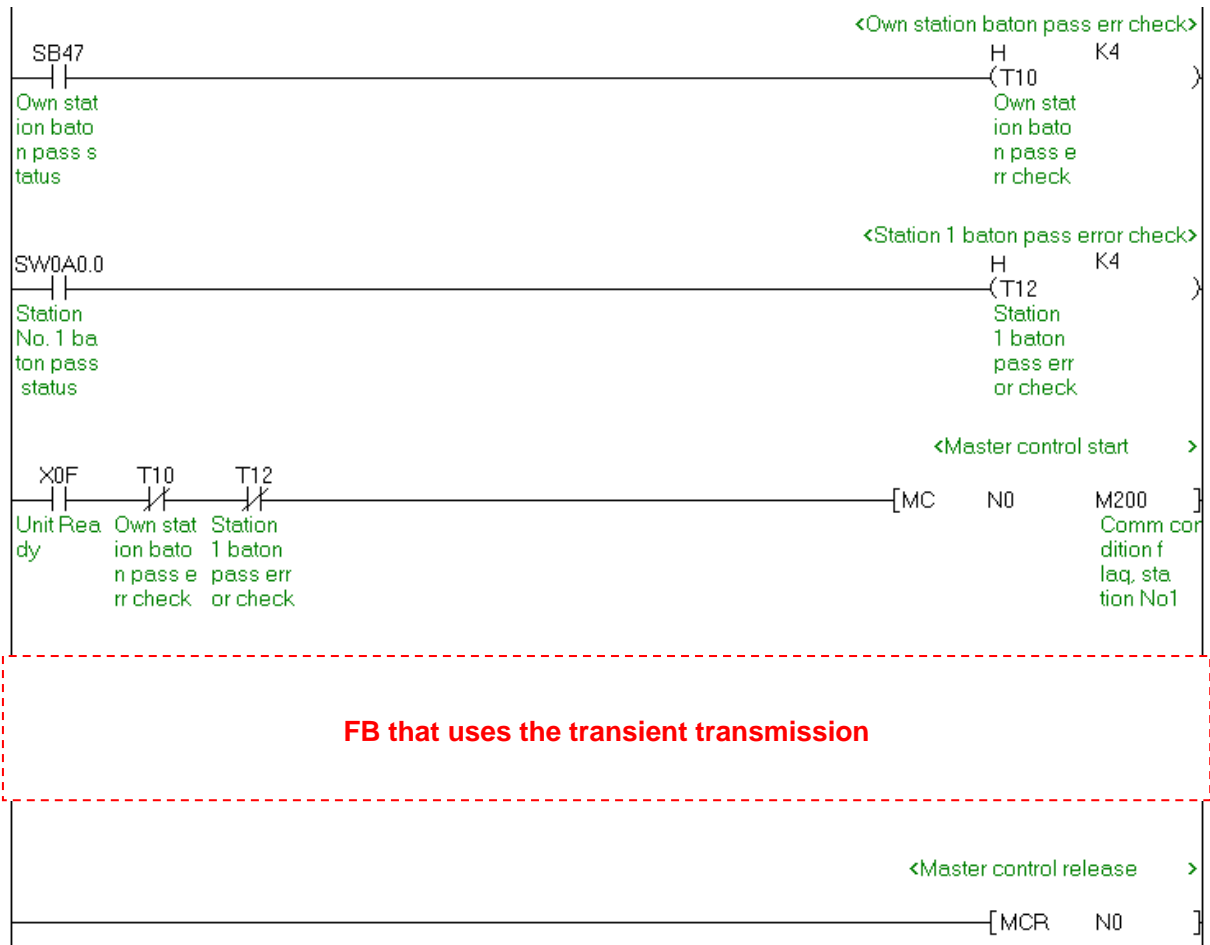 <Own station baton pass err check>
SB47
H K4
(T10 )
Own stat
ion bato
n pass s
tatus
Own stat
ion bato
n pass e
rr check
<Station 1 baton pass error check>
SW0A0.0
H K4
(T12 )
Station
No. 1 ba
ton pass
status
Station
1 baton
pass err
or check
<Master control start >
X0F T10 T12
[MC N0 M200 ]
Unit Rea
dy
Own stat
ion bato
n pass e
rr check
Station
1 baton
pass err
or check
Comm con
dition f
lag, sta
tion No1
FB that uses the transient transmission
<Master control release >
[MCR N0 ]